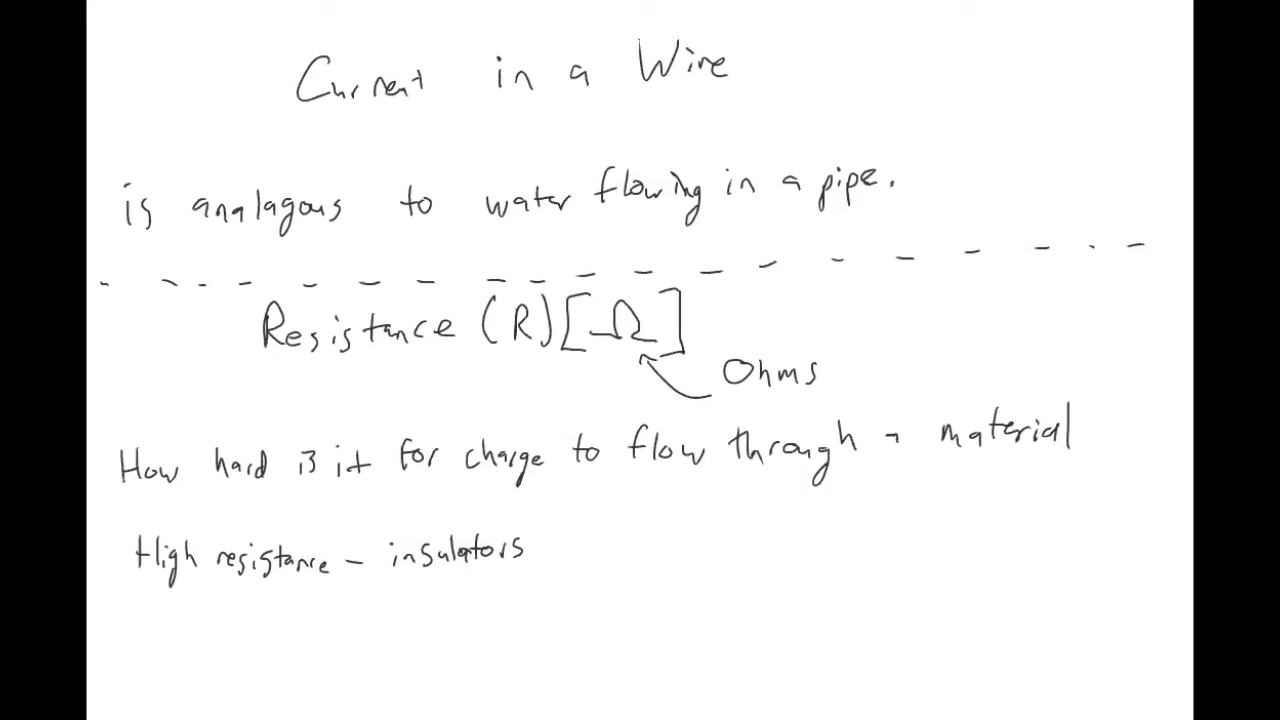 Current in a Wire
is analagous to water flowing in a pipe.
Resistance (R)[Ω]
Ohms
How hard is it for charge to flow through a material
High resistance – insulators